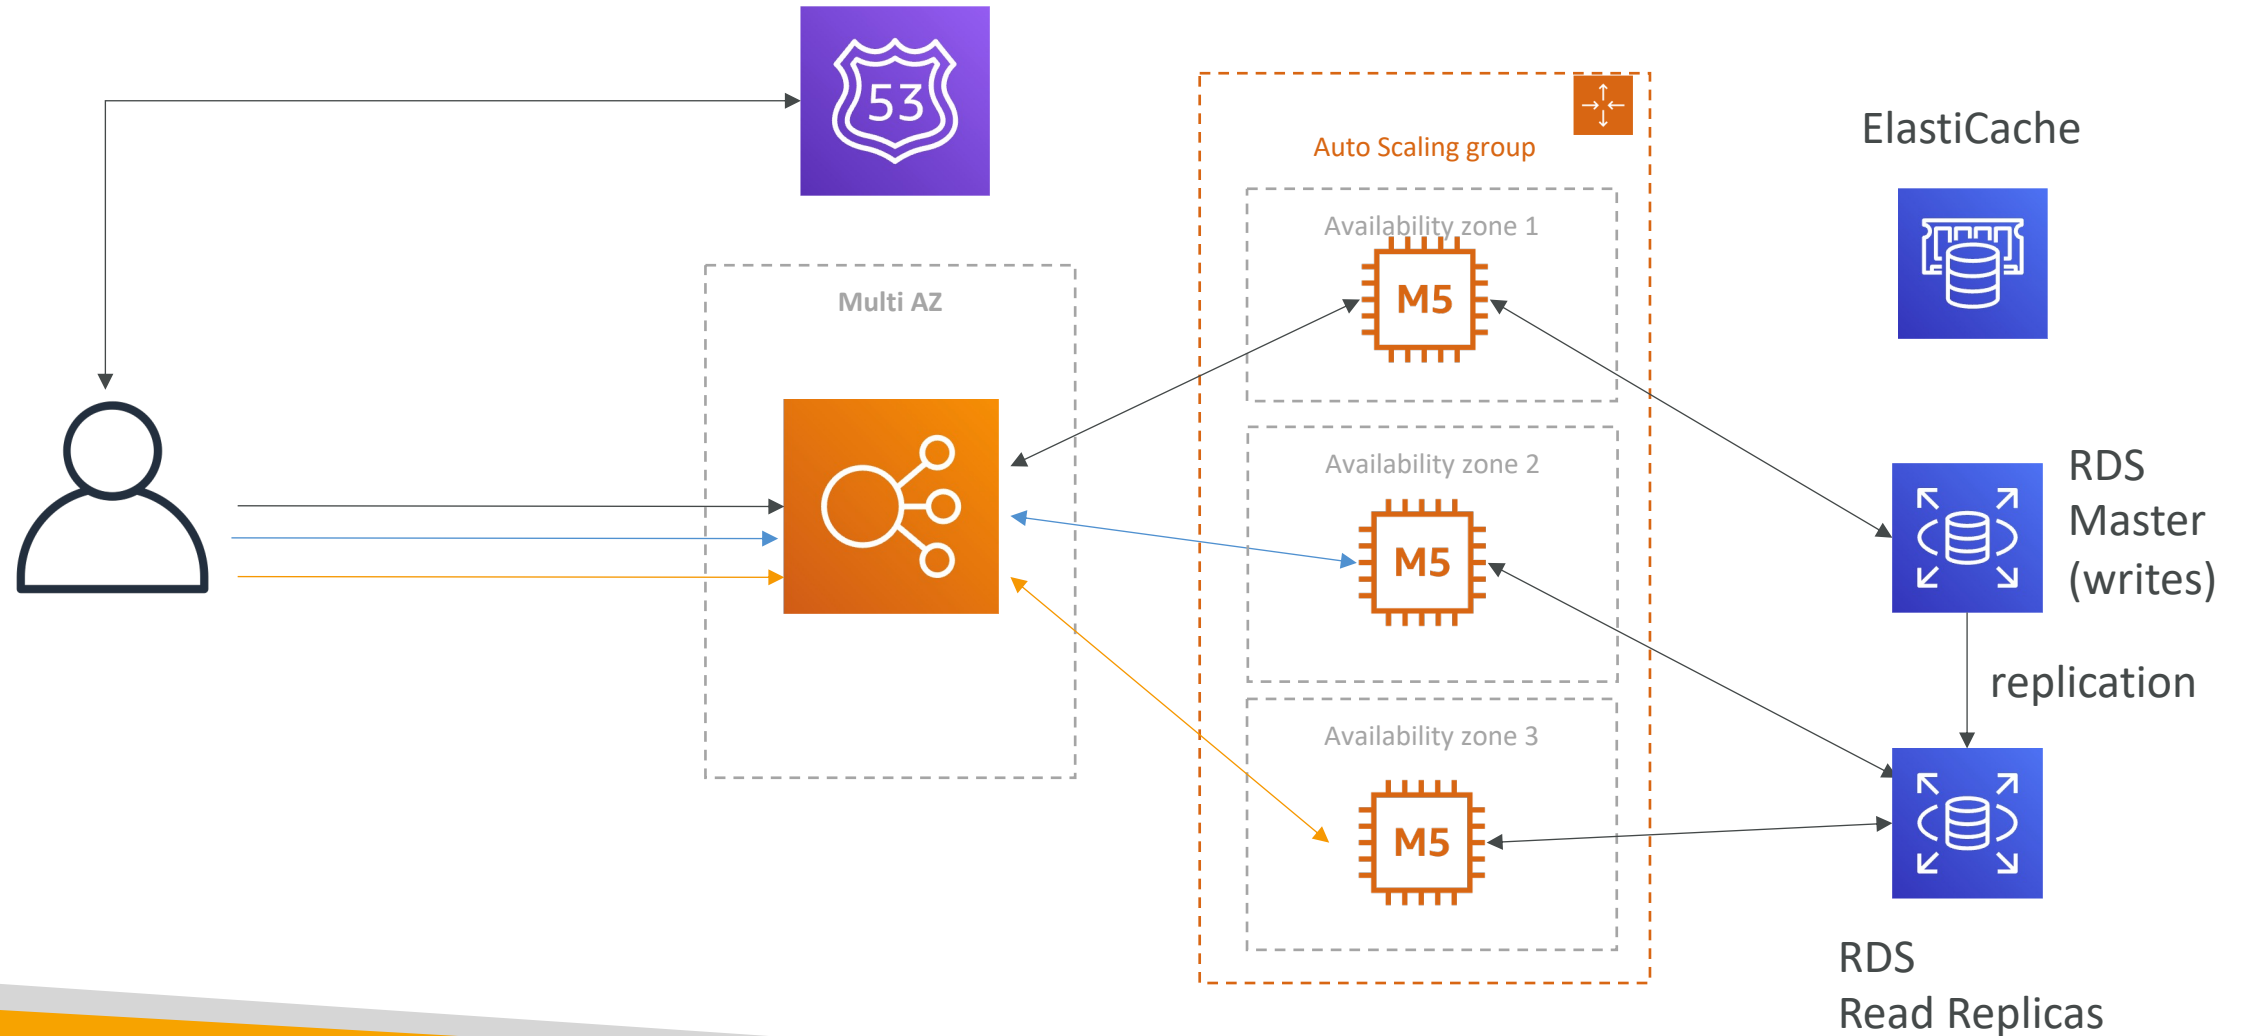 53
Auto Scaling group
ElastiCache
Availability zone 1
M5
Multi AZ
Availability zone 2
M5
RDS
Master
(writes)
replication
Availability zone 3
M5
RDS
Read Replicas